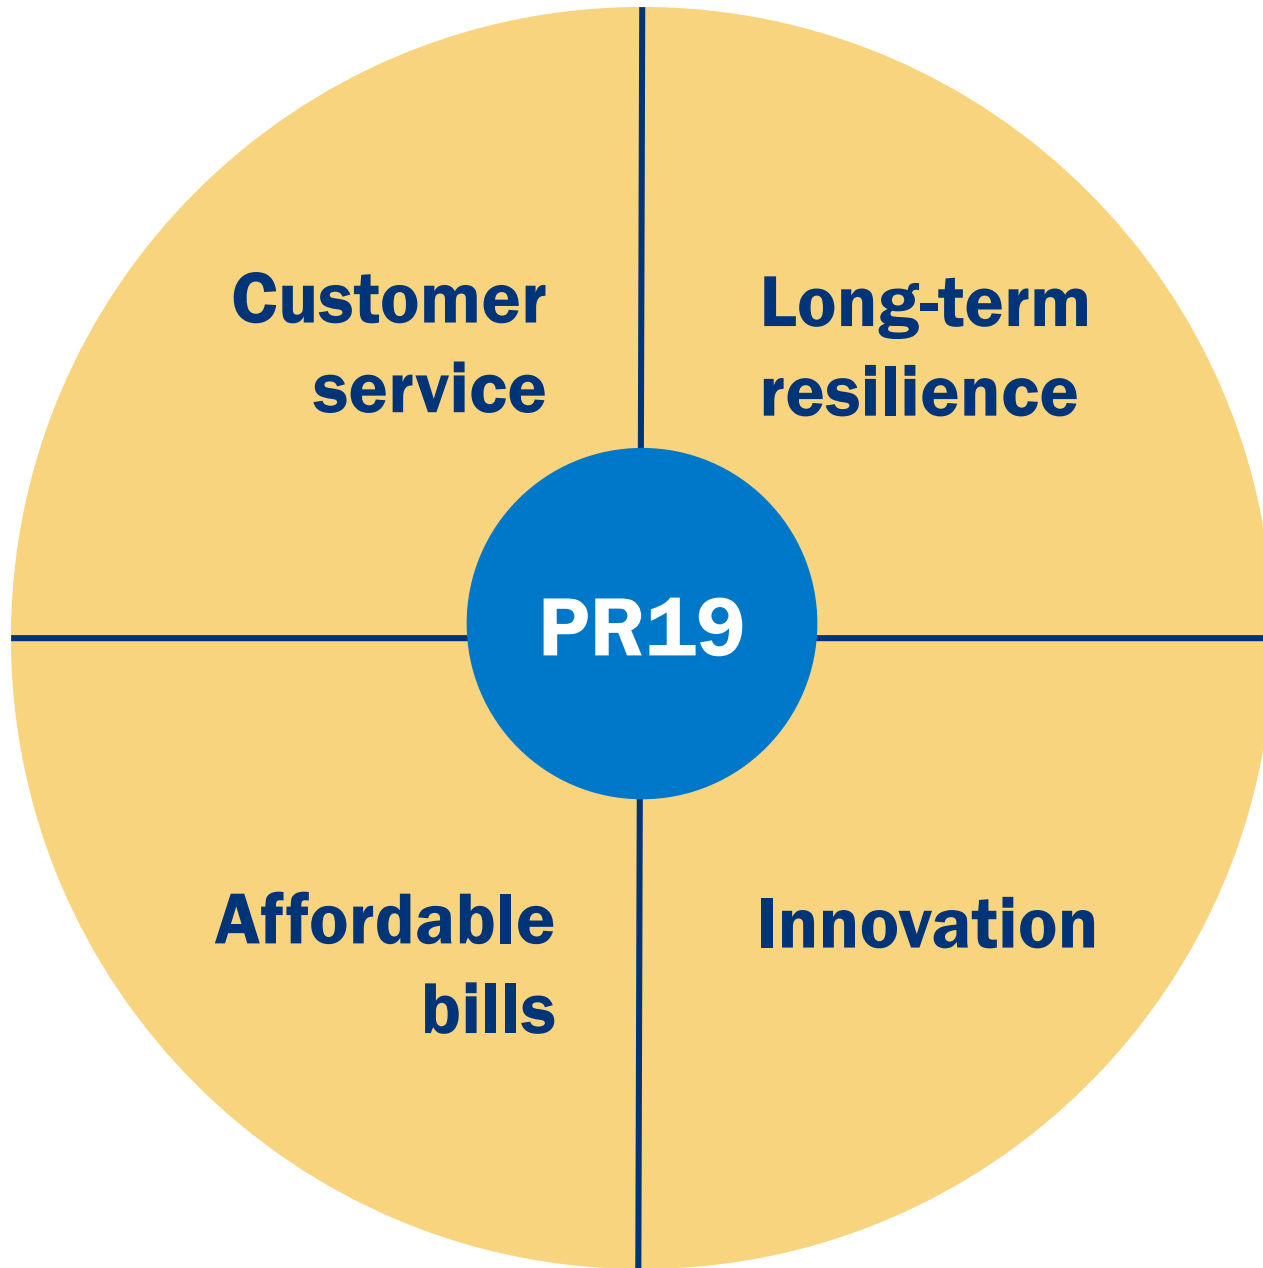 Customer
service
Long-term
resilience
PR19
Affordable
bills
Innovation